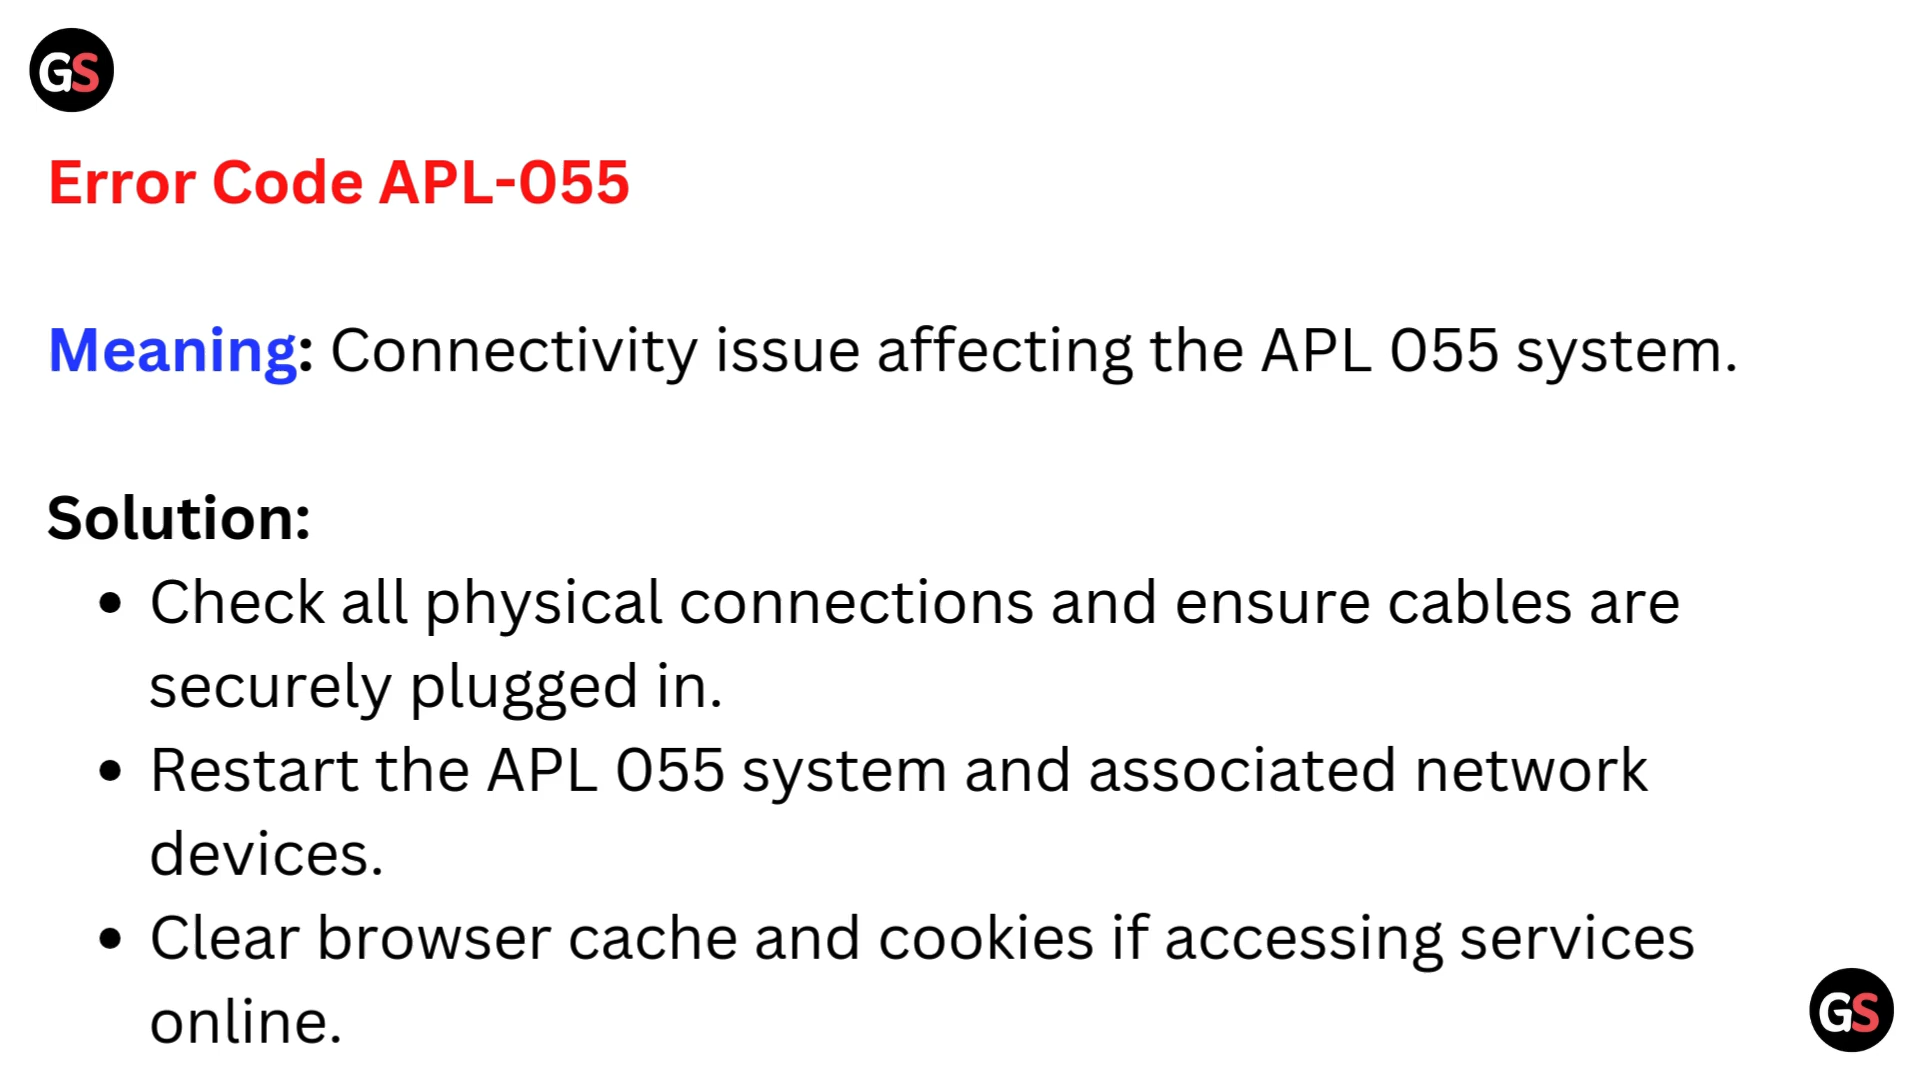 GS
Error Code APL-055
Meaning: Connectivity issue affecting the APL 055 system.
Solution:
• Check all physical connections and ensure cables are
securely plugged in.
• Restart the APL 055 system and associated network
devices.
• Clear browser cache and cookies if accessing services
online.
GS